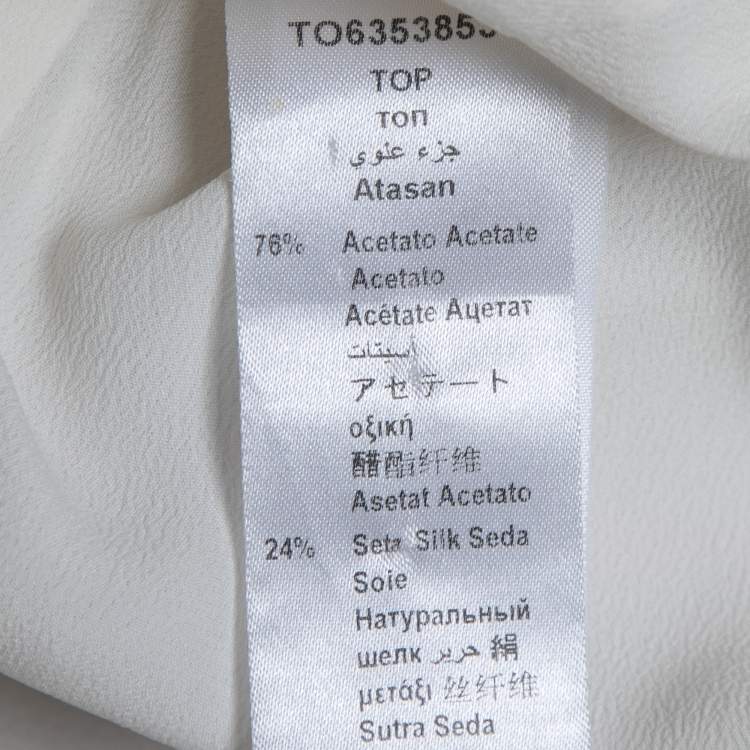 TO635385
TOP
топ
جزء علوي
Atasan
76% Acetato Acetate
Acetato
Acétate Ацетат
اسيتات
アセテート
οξική
醋酯纤维
Asetat Acetato
24% Seta Silk Seda
Soie
Натуральный
шелк حرير 絹
μετάξι 丝纤维
Sutra Seda